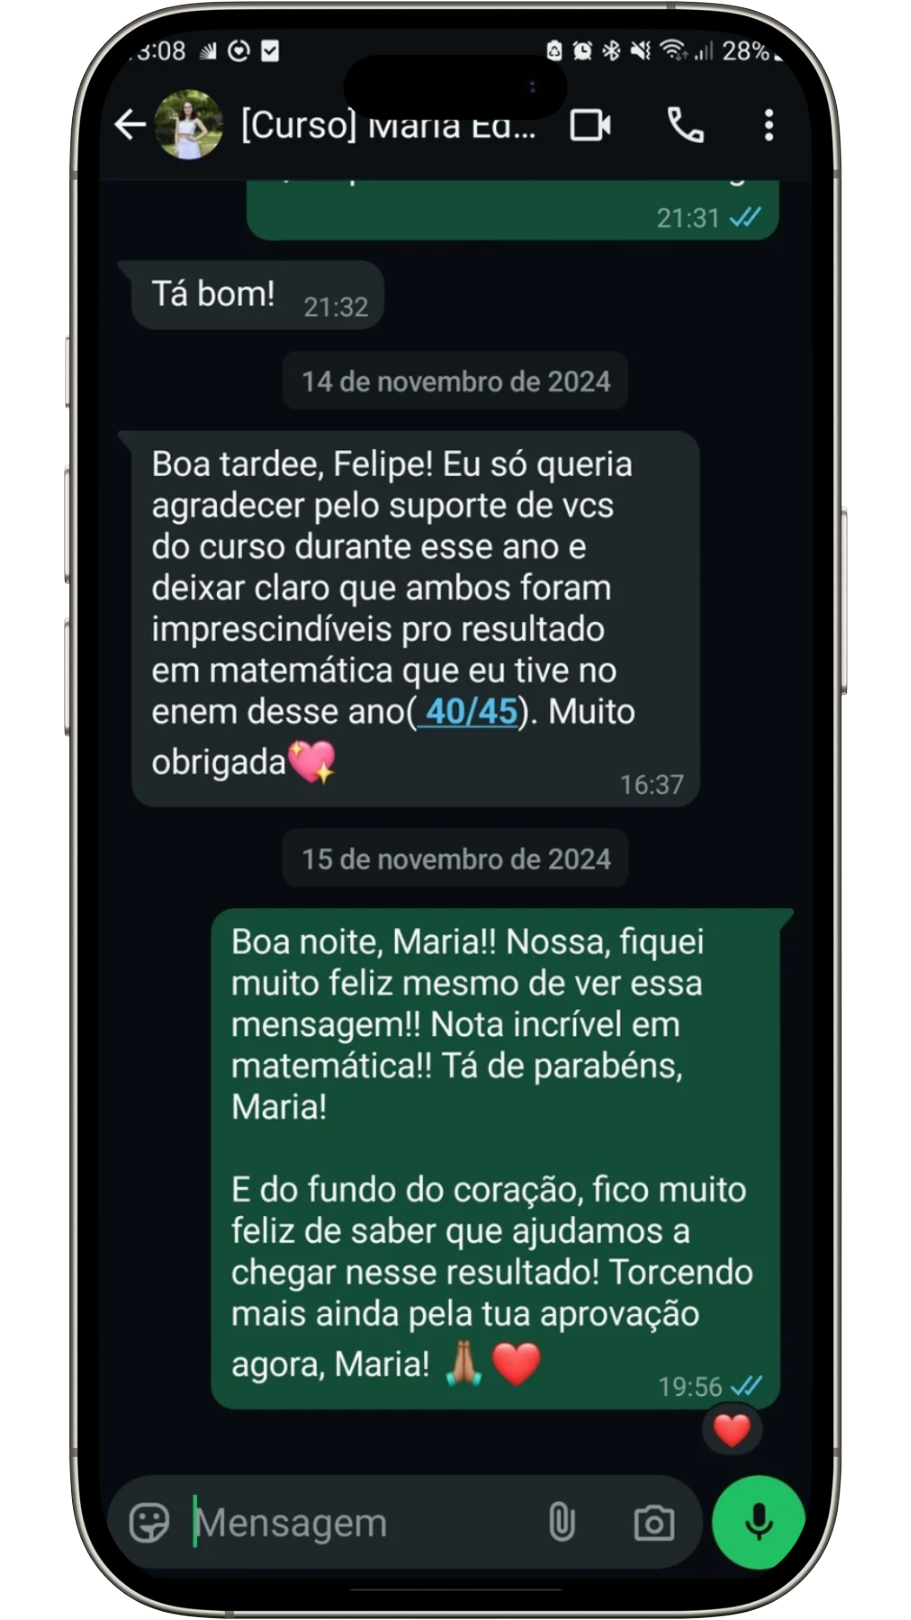 3:08 28%
[Curso] Maria Ed...
21:31
Tá bom! 21:32
14 de novembro de 2024
Boa tardee, Felipe! Eu só queria
agradecer pelo suporte de vcs
do curso durante esse ano e
deixar claro que ambos foram
imprescindíveis pro resultado
em matemática que eu tive no
enem desse ano( 40/45). Muito
obrigada
16:37
15 de novembro de 2024
Boa noite, Maria!! Nossa, fiquei
muito feliz mesmo de ver essa
mensagem!! Nota incrível em
matemática!! Tá de parabéns,
Maria!
E do fundo do coração, fico muito
feliz de saber que ajudamos a
chegar nesse resultado! Torcendo
mais ainda pela tua aprovação
agora, Maria!
19:56
Mensagem